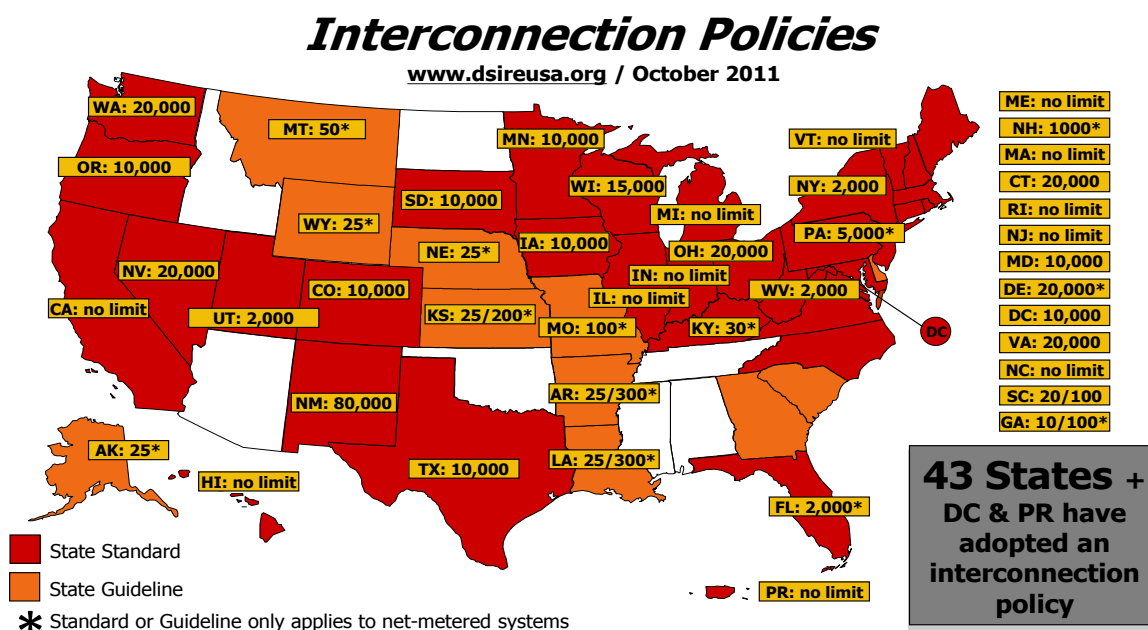 Interconnection Policies
www.dsireusa.org / October 2011
WA: 20,000
MT: 50*
MN: 10,000
VT: no limit
OR: 10,000
SD: 10,000
WI: 15,000
NY: 2,000
WY: 25*
MI: no limit
PA: 5,000*
NE: 25*
IA: 10,000
OH: 20,000
NV: 20,000
CO: 10,000
IN: no limit
WV: 2,000
CA: no limit
UT: 2,000
KS: 25/200*
IL: no limit
MO: 100*
KY: 30*
DC
NM: 80,000
AR: 25/300*
AK: 25*
HI: no limit
TX: 10,000
LA: 25/300*
FL: 2,000*
PR: no limit
ME: no limit
NH: 1000*
MA: no limit
CT: 20,000
RI: no limit
NJ: no limit
MD: 10,000
DE: 20,000*
DC: 10,000
VA: 20,000
NC: no limit
SC: 20/100
GA: 10/100*
43 States +
DC & PR have
adopted an
interconnection
policy
State Standard
State Guideline
* Standard or Guideline only applies to net-metered systems